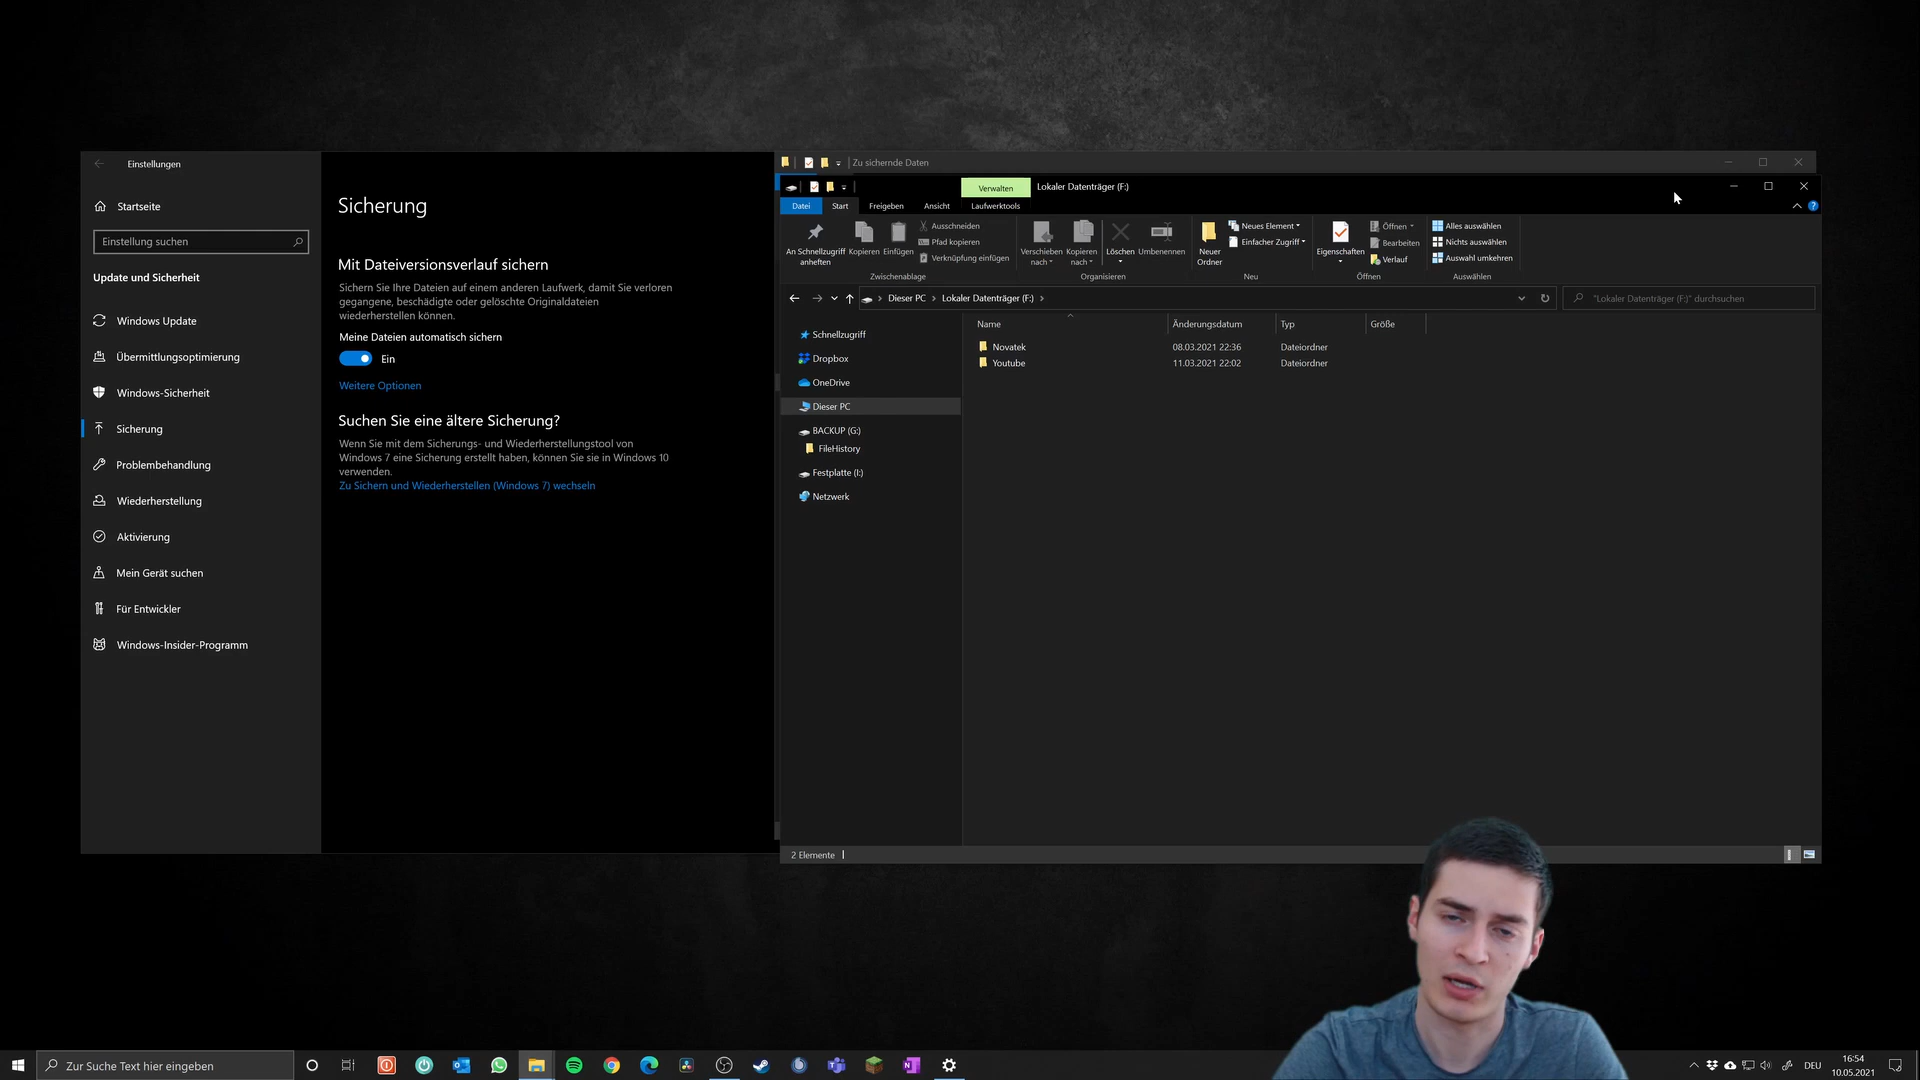 Einstellungen
Startseite
Einstellung suchen
Update und Sicherheit
Windows Update
Übermittlungsoptimierung
Windows-Sicherheit
Sicherung
Problembehandlung
Wiederherstellung
Aktivierung
Mein Gerät suchen
Für Entwickler
Windows-Insider-Programm
Sicherung
Mit Dateiversionsverlauf sichern
Sichern Sie Ihre Dateien auf einem anderen Laufwerk, damit Sie verloren
gegangene, beschädigte oder gelöschte Originaldateien
wiederherstellen können.
Meine Dateien automatisch sichern
Ein
Weitere Optionen
Suchen Sie eine ältere Sicherung?
Wenn Sie mit dem Sicherungs- und Wiederherstellungstool von
Windows 7 eine Sicherung erstellt haben, können Sie sie in Windows 10
verwenden.
Zu Sichern und Wiederherstellen (Windows 7) wechseln
Zu sichernde Daten
Verwalten
Lokaler Datenträger (F:)
Datei
Start
Freigeben
Ansicht
Laufwerktools
An Schnellzugriff
anheften
Kopieren
Einfügen
Ausschneiden
Pfad kopieren
Verknüpfung einfügen
Zwischenablage
Verschieben
nach
Kopieren
nach
Löschen
Umbenennen
Organisieren
Neuer
Ordner
Neues Element
Einfacher Zugriff
Neu
Eigenschaften
Öffnen
Bearbeiten
Verlauf
Öffnen
Alles auswählen
Nichts auswählen
Auswahl umkehren
Auswählen
Dieser PC
Lokaler Datenträger (F:)
"Lokaler Datenträger (F:)" durchsuchen
Schnellzugriff
Dropbox
OneDrive
Dieser PC
BACKUP (G:)
FileHistory
Festplatte (I:)
Netzwerk
Name Änderungsdatum Typ Größe
Novatek 08.03.2021 22:36 Dateiordner
Youtube 11.03.2021 22:02 Dateiordner
2 Elemente
Zur Suche Text hier eingeben
DEU
16:54
10.05.2021